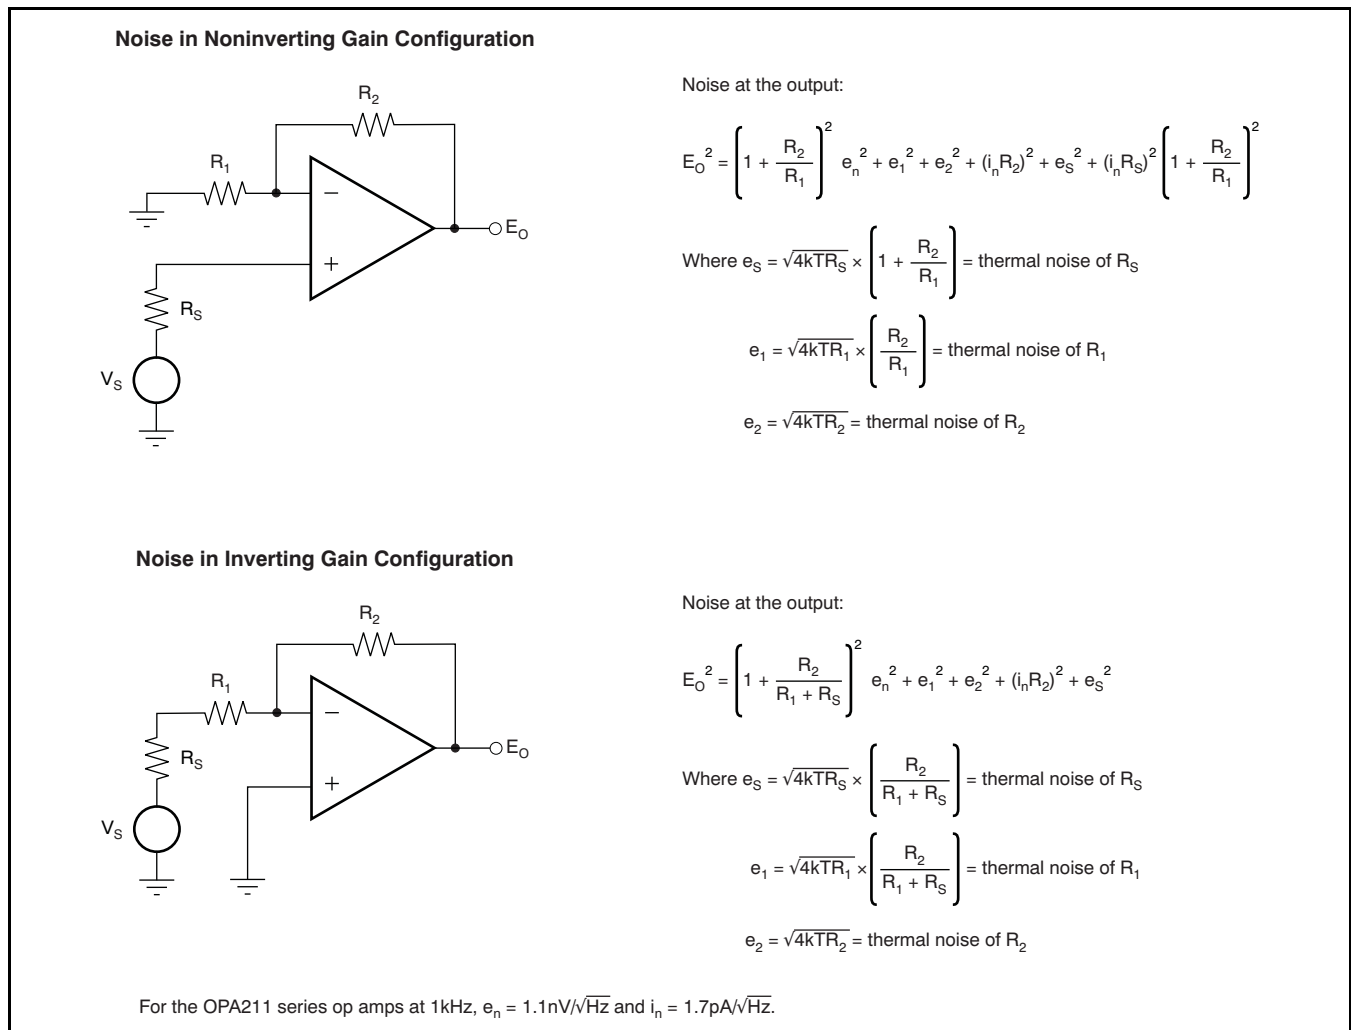 Noise in Noninverting Gain Configuration
R2
R1
−
+
EO
RS
VS
Noise at the output:
EO² = [1 + R2/R1]² en² + e1² + e2² + (inR2)² + eS² + (inRS)² [1 + R2/R1]²
Where eS = √4kTRS × [1 + R2/R1] = thermal noise of RS
e1 = √4kTR1 × [R2/R1] = thermal noise of R1
e2 = √4kTR2 = thermal noise of R2
Noise in Inverting Gain Configuration
R2
R1
−
+
EO
RS
VS
Noise at the output:
EO² = [1 + R2/(R1 + RS)]² en² + e1² + e2² + (inR2)² + eS²
Where eS = √4kTRS × [R2/(R1 + RS)] = thermal noise of RS
e1 = √4kTR1 × [R2/(R1 + RS)] = thermal noise of R1
e2 = √4kTR2 = thermal noise of R2
For the OPA211 series op amps at 1kHz, en = 1.1nV/√Hz and in = 1.7pA/√Hz.